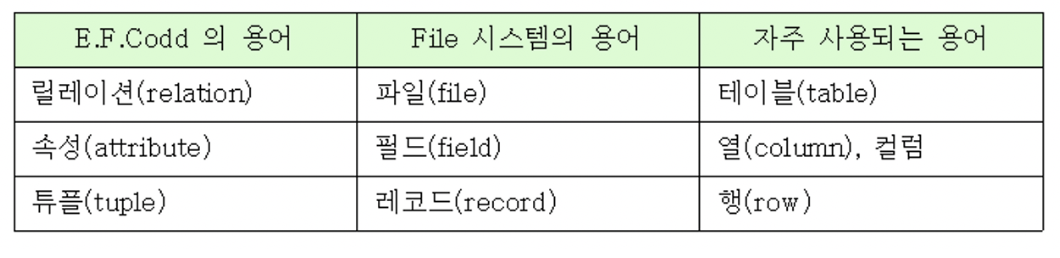 E.F.Codd 의 용어 File 시스템의 용어 자주 사용되는 용어
릴레이션(relation) 파일(file) 테이블(table)
속성(attribute) 필드(field) 열(column), 컬럼
튜플(tuple) 레코드(record) 행(row)